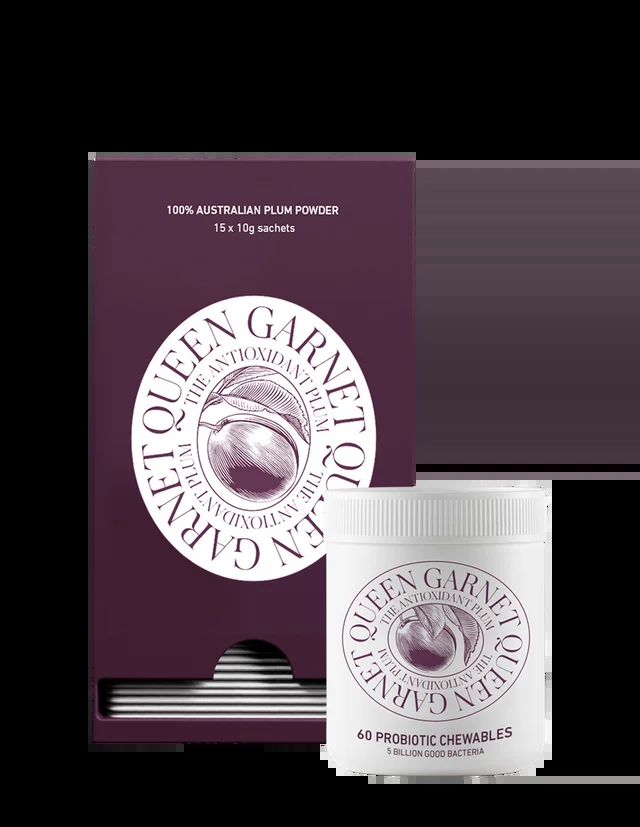 100% AUSTRALIAN PLUM POWDER
15 x 10g sachets
QUEEN GARNET QUEEN GARNET
THE ANTIOXIDANT PLUM THE ANTIOXIDANT PLUM
QUEEN GARNET QUEEN GARNET
THE ANTIOXIDANT PLUM THE ANTIOXIDANT PLUM
60 PROBIOTIC CHEWABLES
5 BILLION GOOD BACTERIA